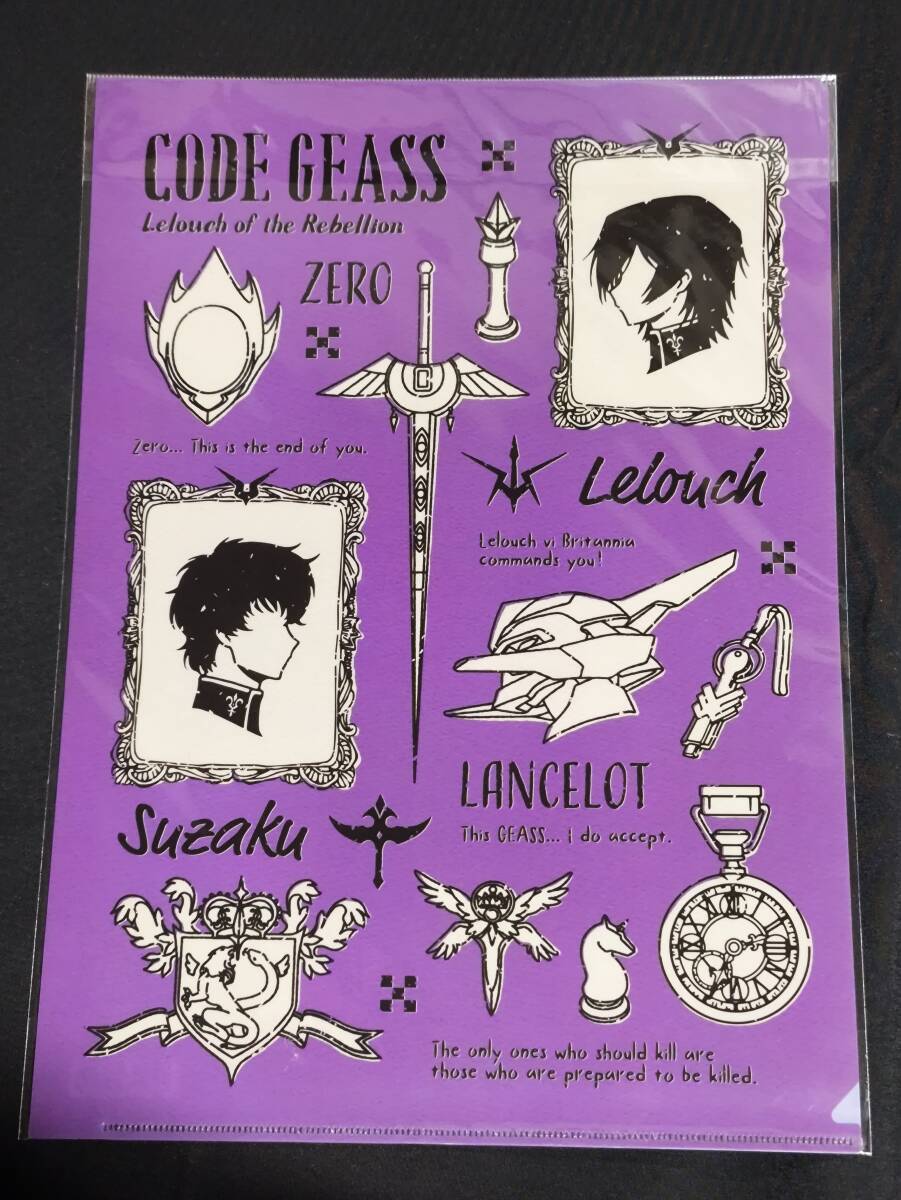 CODE GEASS
Lelouch of the Rebellion
ZERO
Zero... This is the end of you.
Lelouch
Lelouch vi Britannia
commands you!
LANCELOT
This GEASS... i do accept.
Suzaku
The only ones who should kill are
those who are prepared to be killed.